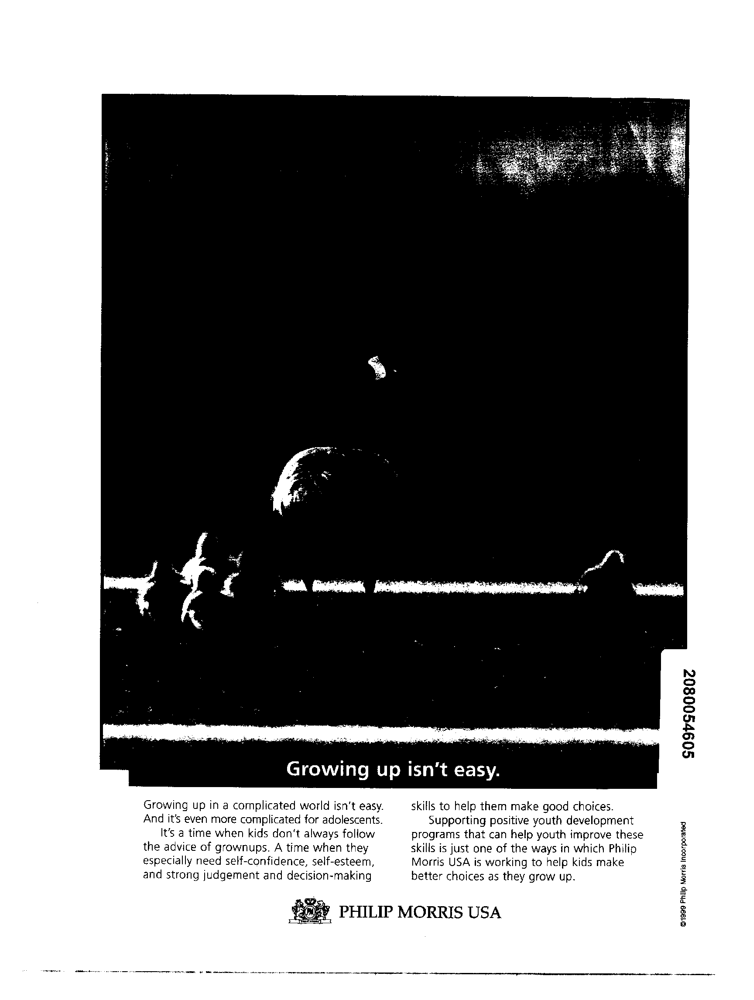 Growing up isn't easy.
Growing up in a complicated world isn't easy.
And it's even more complicated for adolescents.
It's a time when kids don't always follow
the advice of grownups. A time when they
especially need self-confidence, self-esteem,
and strong judgement and decision-making
skills to help them make good choices.
Supporting positive youth development
programs that can help youth improve these
skills is just one of the ways in which Philip
Morris USA is working to help kids make
better choices as they grow up.
PHILIP MORRIS USA
2080054605
©1999 Philip Morris Incorporated